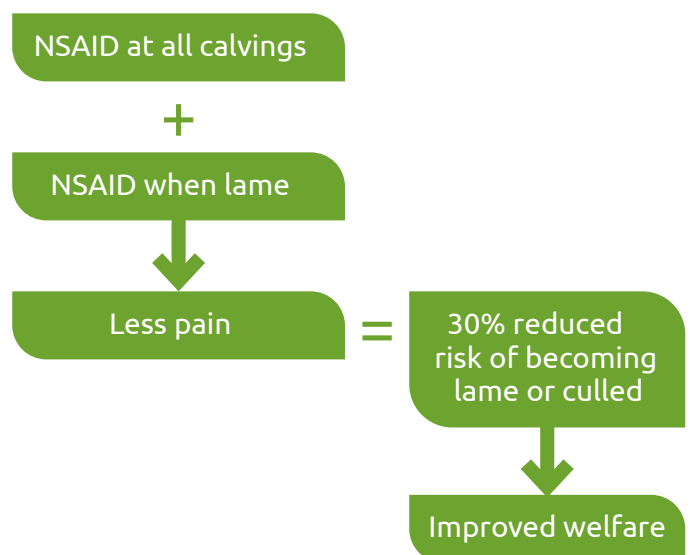 NSAID at all calvings
+
NSAID when lame
Less pain
=
30% reduced
risk of becoming
lame or culled
Improved welfare